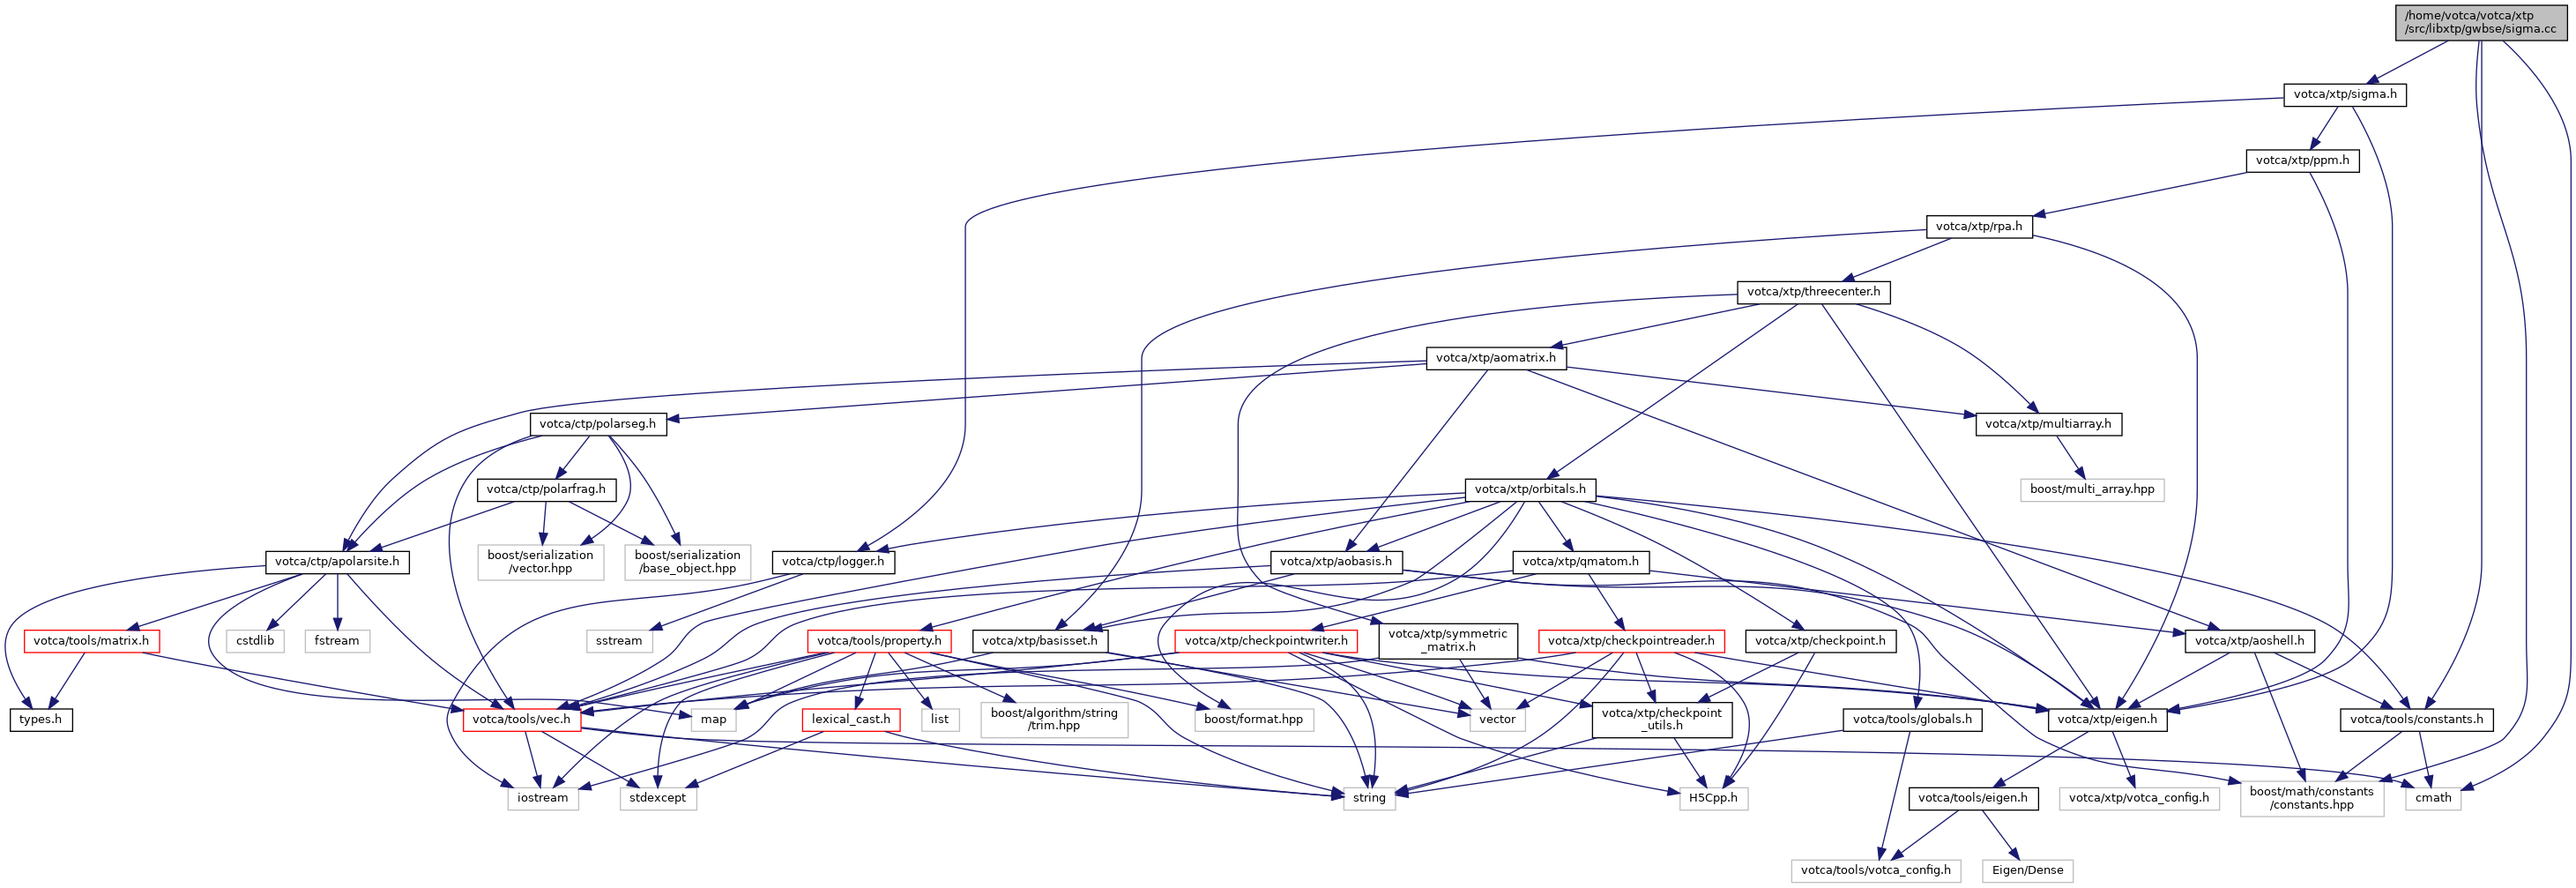 /home/votca/votca/xtp
/src/libxtp/gwbse/sigma.cc
votca/xtp/sigma.h
votca/xtp/ppm.h
votca/xtp/rpa.h
votca/xtp/threecenter.h
votca/xtp/aomatrix.h
votca/ctp/polarseg.h
votca/xtp/multiarray.h
votca/ctp/polarfrag.h
votca/xtp/orbitals.h
boost/multi_array.hpp
votca/ctp/apolarsite.h
boost/serialization
/vector.hpp
boost/serialization
/base_object.hpp
votca/ctp/logger.h
votca/xtp/aobasis.h
votca/xtp/qmatom.h
votca/tools/matrix.h
cstdlib
fstream
sstream
votca/tools/property.h
votca/xtp/basisset.h
votca/xtp/checkpointwriter.h
votca/xtp/symmetric
_matrix.h
votca/xtp/checkpointreader.h
votca/xtp/checkpoint.h
votca/xtp/aoshell.h
types.h
votca/tools/vec.h
map
lexical_cast.h
list
boost/algorithm/string
/trim.hpp
boost/format.hpp
vector
votca/xtp/checkpoint
_utils.h
votca/tools/globals.h
votca/xtp/eigen.h
votca/tools/constants.h
iostream
stdexcept
string
H5Cpp.h
votca/tools/eigen.h
votca/xtp/votca_config.h
boost/math/constants
/constants.hpp
cmath
votca/tools/votca_config.h
Eigen/Dense